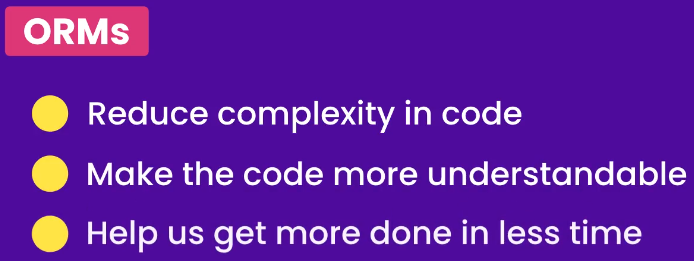 ORMs
Reduce complexity in code
Make the code more understandable
Help us get more done in less time